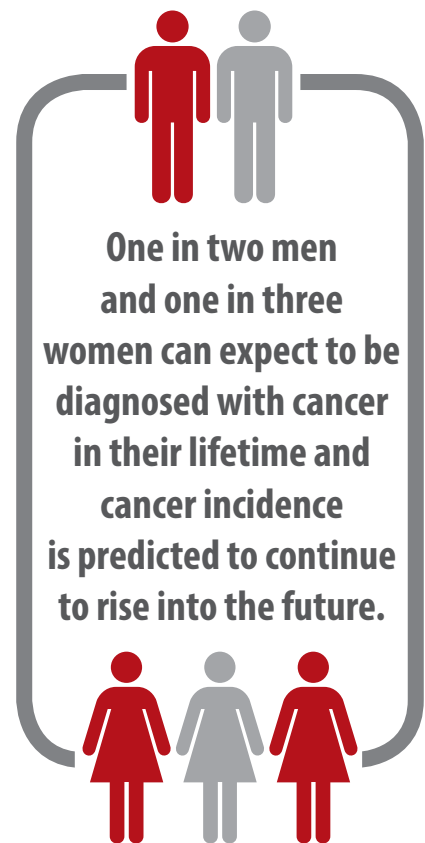 One in two men
and one in three
women can expect to be
diagnosed with cancer
in their lifetime and
cancer incidence
is predicted to continue
to rise into the future.